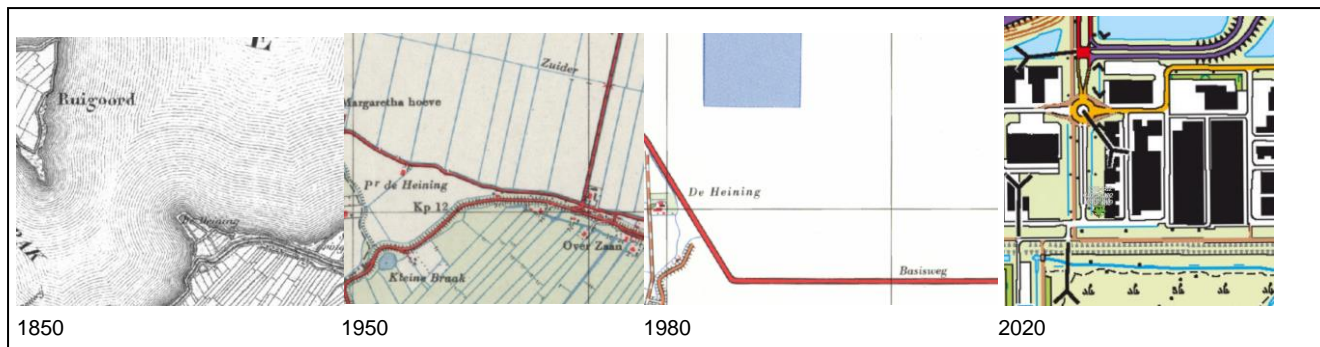 E
Ruigoord
De Heining
Zuider
Margaretha hoeve
Pr de Heining
Kp 12
Over Zaan
Kleine Braak
De Heining
Basisweg
1850
1950
1980
2020